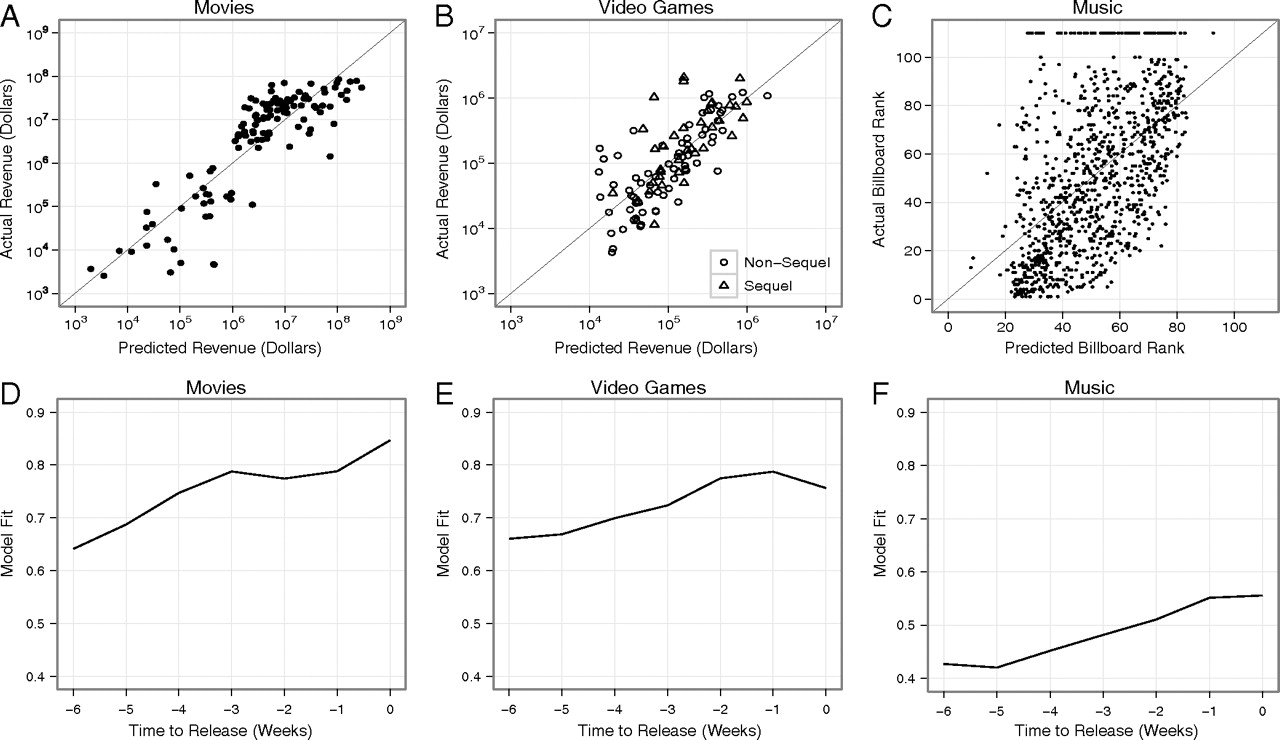 A
Movies
Actual Revenue (Dollars)
10⁹
10⁸
10⁷
10⁶
10⁵
10⁴
10³
10³ 10⁴ 10⁵ 10⁶ 10⁷ 10⁸ 10⁹
Predicted Revenue (Dollars)
B
Video Games
Actual Revenue (Dollars)
10⁷
10⁶
10⁵
10⁴
10³
Non−Sequel
Sequel
10³ 10⁴ 10⁵ 10⁶ 10⁷
Predicted Revenue (Dollars)
C
Music
Actual Billboard Rank
100
80
60
40
20
0
0 20 40 60 80 100
Predicted Billboard Rank
D
Movies
Model Fit
0.9
0.8
0.7
0.6
0.5
0.4
−6 −5 −4 −3 −2 −1 0
Time to Release (Weeks)
E
Video Games
Model Fit
0.9
0.8
0.7
0.6
0.5
0.4
−6 −5 −4 −3 −2 −1 0
Time to Release (Weeks)
F
Music
Model Fit
0.9
0.8
0.7
0.6
0.5
0.4
−6 −5 −4 −3 −2 −1 0
Time to Release (Weeks)